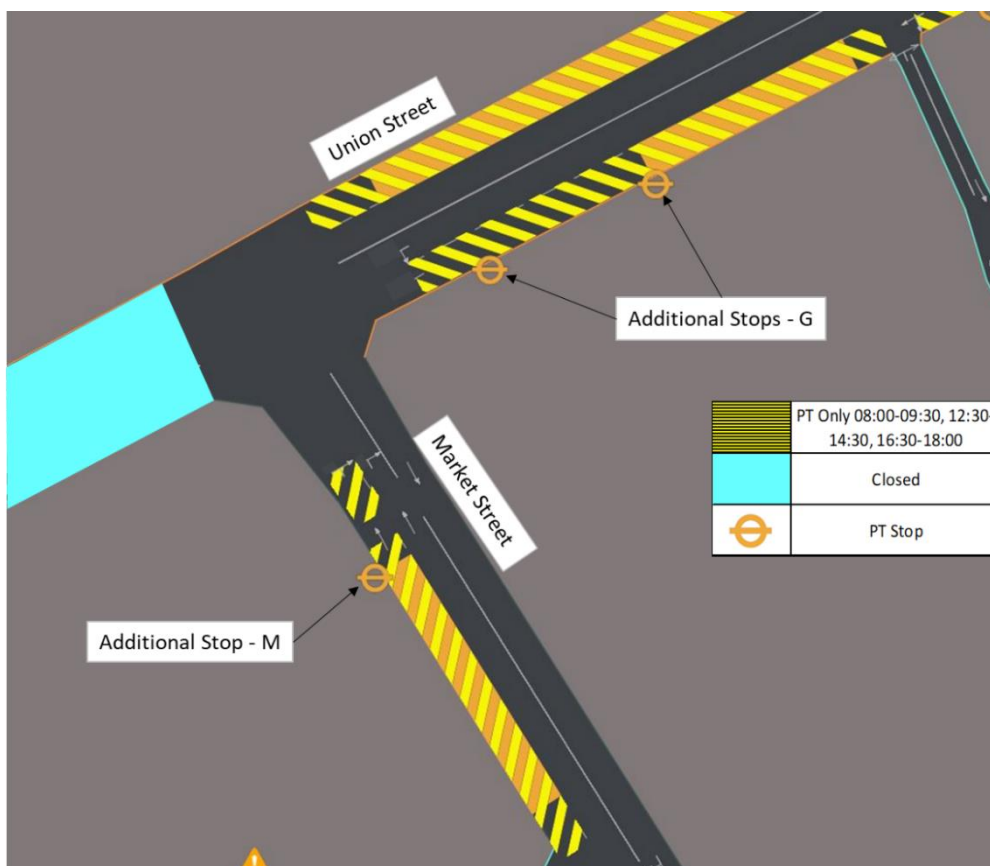 Union Street
Additional Stops - G
Market Street
PT Only 08:00-09:30, 12:30-
14:30, 16:30-18:00
Closed
PT Stop
Additional Stop - M